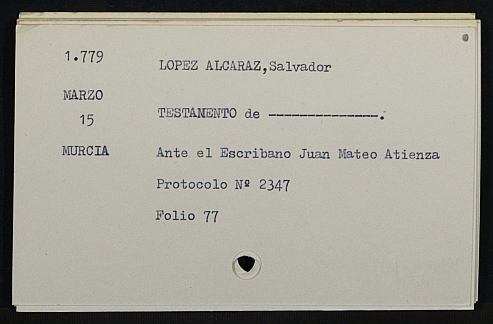 1.779
LOPEZ ALCARAZ,Salvador
MARZO
15
TESTAMENTO de --------------.
MURCIA
Ante el Escribano Juan Mateo Atienza
Protocolo Nº 2347
Folio 77